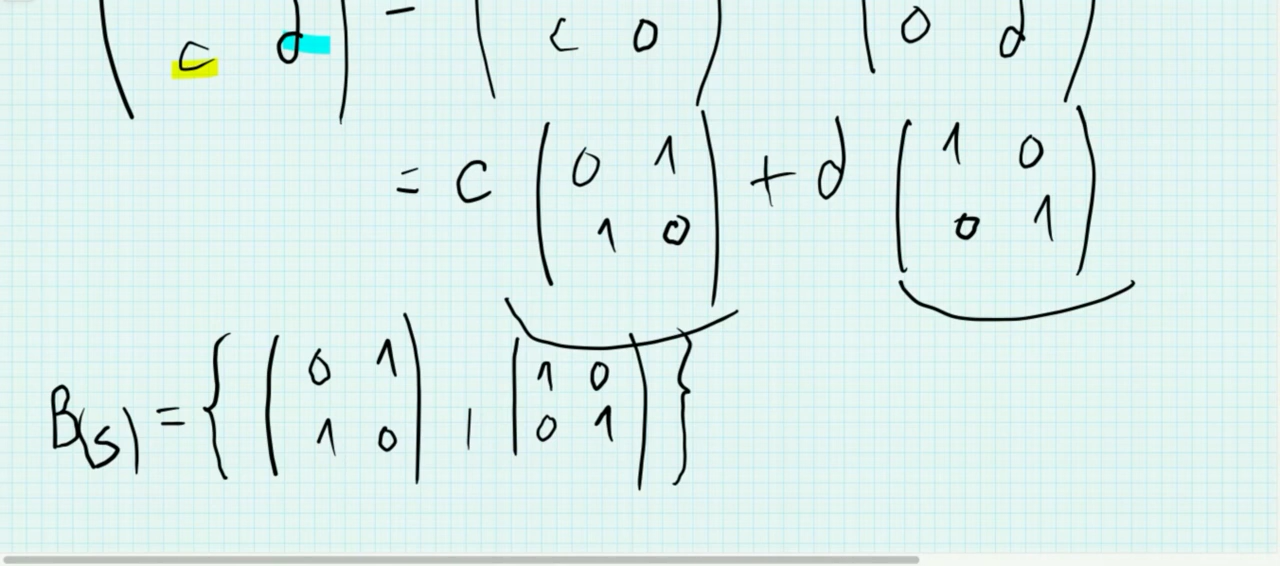 c d = c 0 0 d
= c ( 0 1 + d ( 1 0
1 0 ) 0 1 )
B(s) = { ( 0 1 , ( 1 0
1 0 ) 0 1 ) }